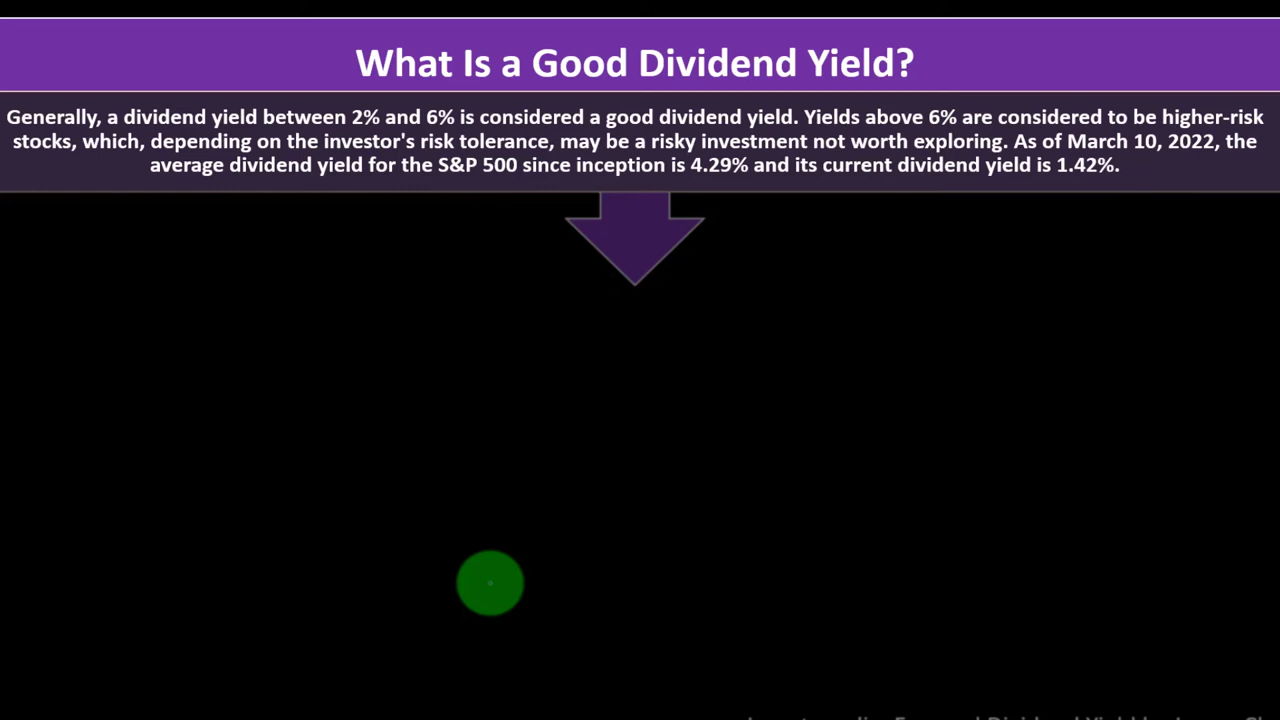 What Is a Good Dividend Yield?
Generally, a dividend yield between 2% and 6% is considered a good dividend yield. Yields above 6% are considered to be higher-risk
stocks, which, depending on the investor's risk tolerance, may be a risky investment not worth exploring. As of March 10, 2022, the
average dividend yield for the S&P 500 since inception is 4.29% and its current dividend yield is 1.42%.